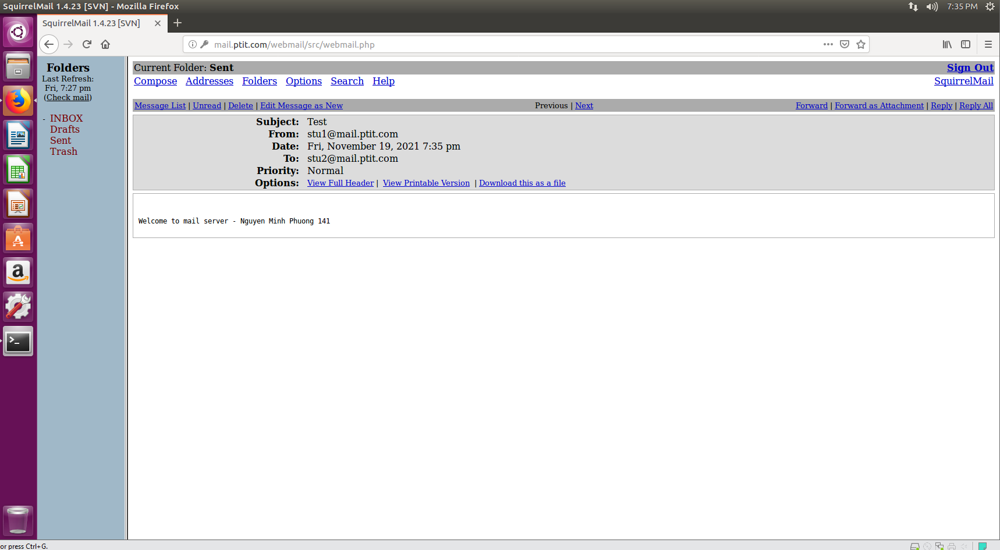 SquirrelMail 1.4.23 [SVN] - Mozilla Firefox
7:35 PM
SquirrelMail 1.4.23 [SVN]
mail.ptit.com/webmail/src/webmail.php
Folders
Last Refresh:
Fri, 7:27 pm
(Check mail)
- INBOX
Drafts
Sent
Trash
Current Folder: Sent
Sign Out
Compose Addresses Folders Options Search Help
SquirrelMail
Message List | Unread | Delete | Edit Message as New
Previous | Next
Forward | Forward as Attachment | Reply | Reply All
Subject: Test
From: stu1@mail.ptit.com
Date: Fri, November 19, 2021 7:35 pm
To: stu2@mail.ptit.com
Priority: Normal
Options: View Full Header | View Printable Version | Download this as a file
Welcome to mail server - Nguyen Minh Phuong 141
or press Ctrl+G.